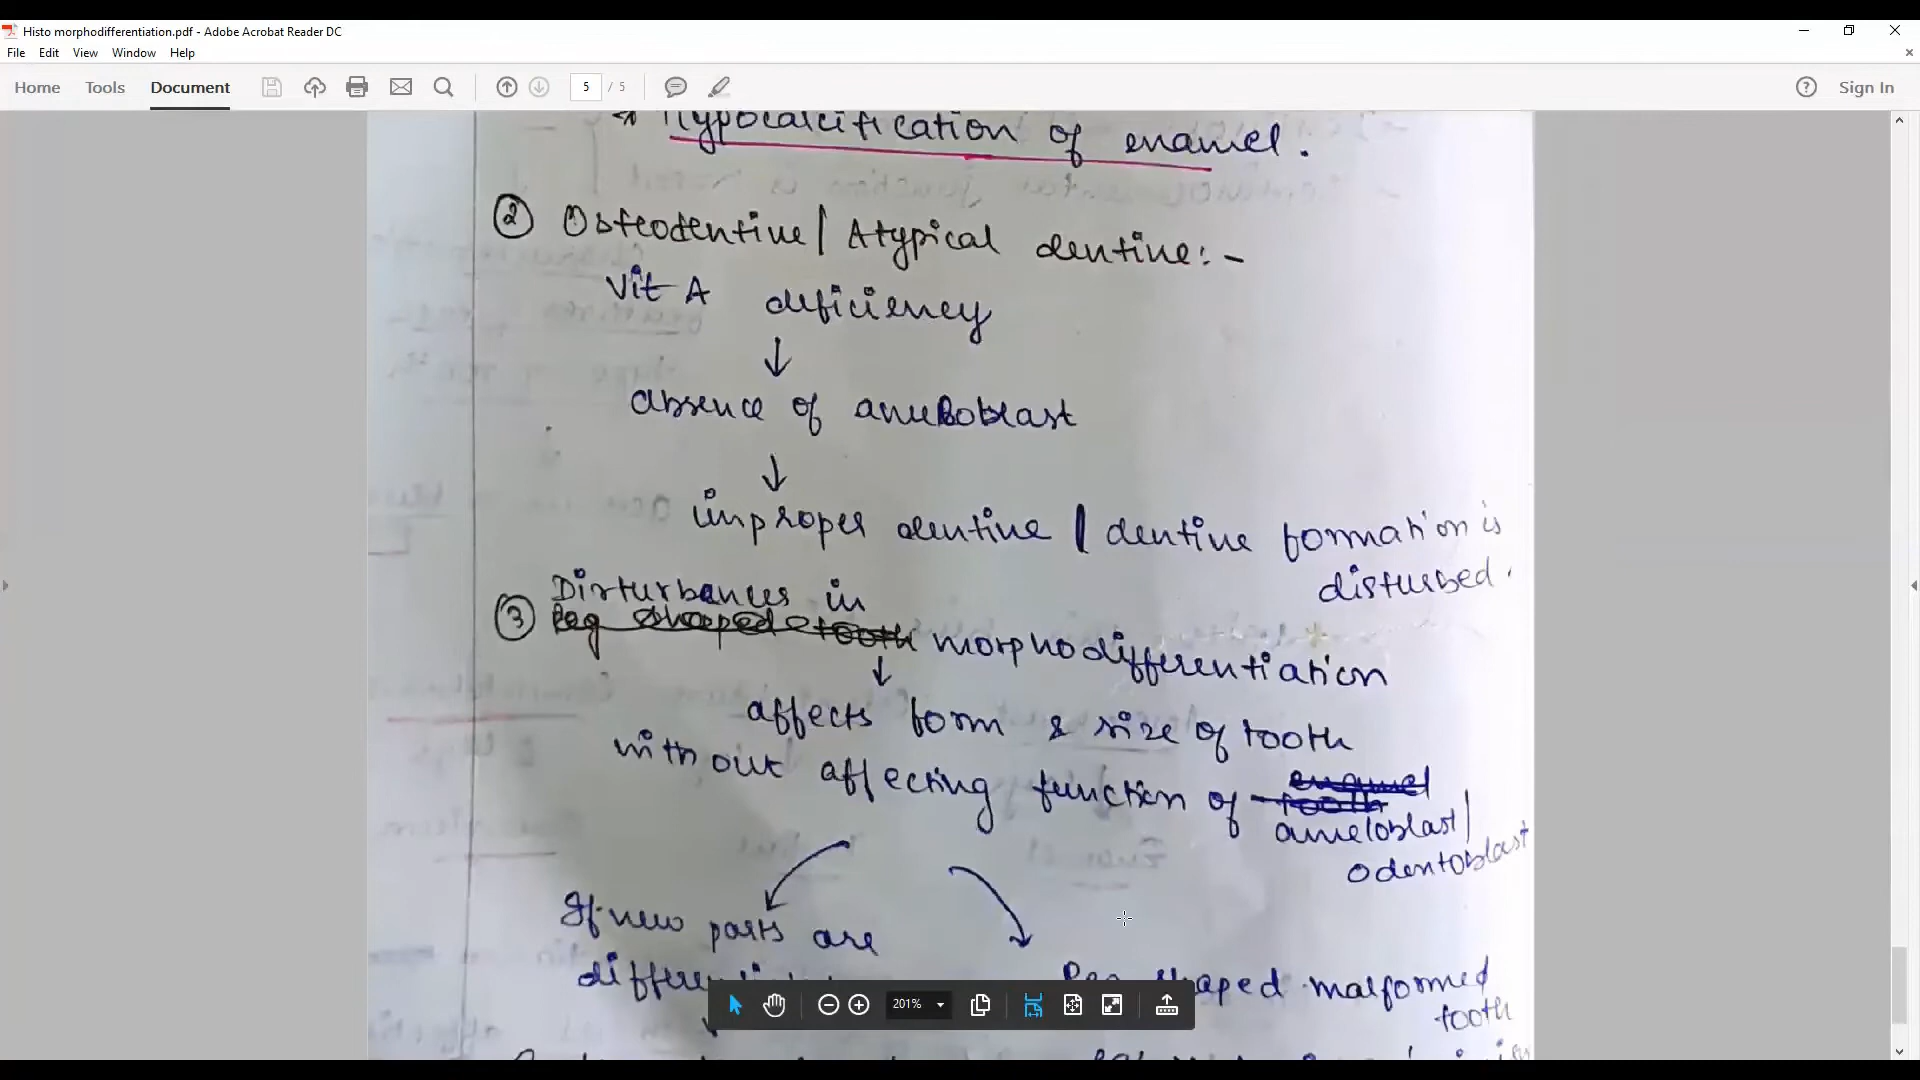 Histo morphodifferentiation.pdf - Adobe Acrobat Reader DC
File Edit View Window Help
Home Tools Document 5 / 5 Sign In
Hypocalcification of enamel.
② Osteodentine / Atypical dentine:-
Vit A deficiency
↓
absence of ameloblast
↓
improper dentine / dentine formation is
disturbed.
Disturbances in
③ Peg shaped tooth morphodifferentiation
↓
affects form & size of tooth
without affecting function of tooth
enamel
ameloblast /
odontoblast
If new parts are
shaped malformed
tooth
201%